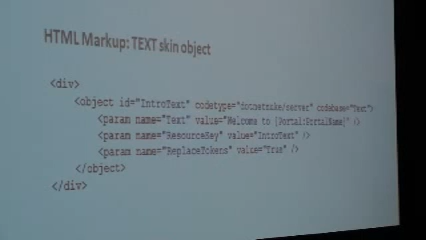 HTML Markup: TEXT skin object
<div>
<object id="IntroText" codetype="dotnetnuke/server" codebase="Text">
<param name="Text" value="Welcome to [Portal:PortalName]" />
<param name="ResourceKey" value="IntroText" />
<param name="ReplaceTokens" value="True" />
</object>
</div>